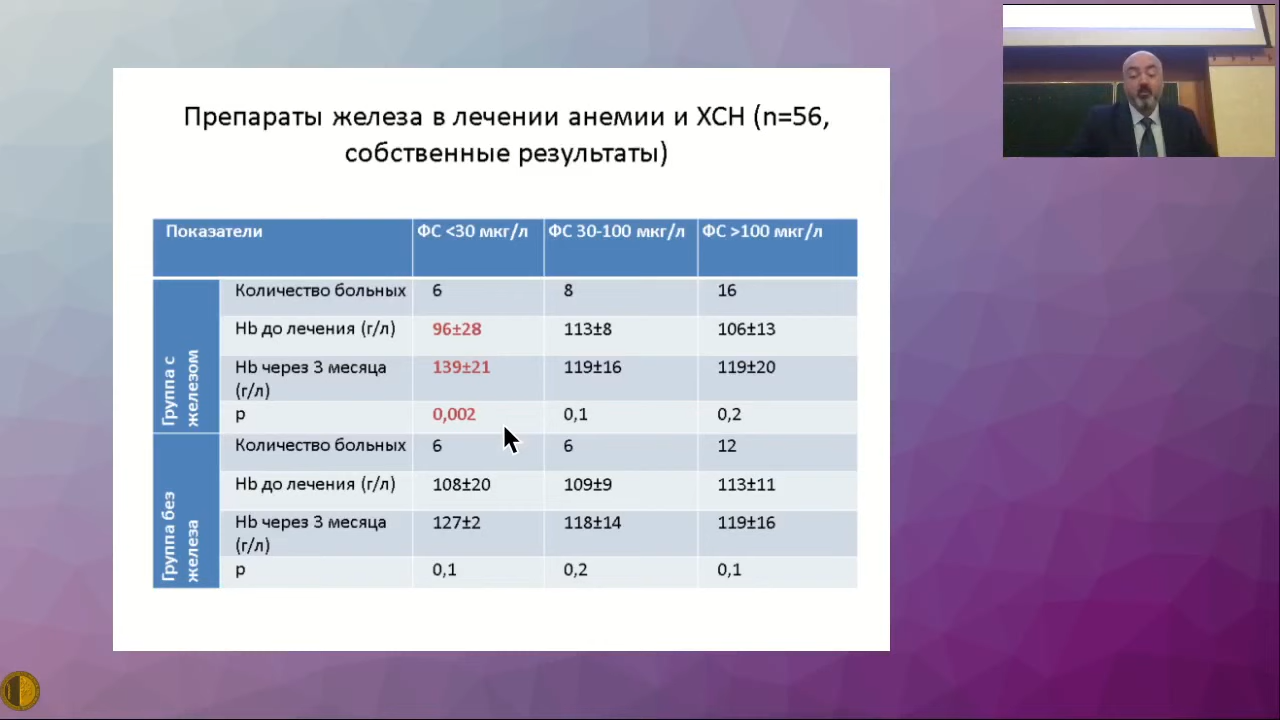 Препараты железа в лечении анемии и ХСН (n=56,
собственные результаты)
Показатели ФС <30 мкг/л ФС 30-100 мкг/л ФС >100 мкг/л
Группа с железом
Количество больных 6 8 16
Hb до лечения (г/л) 96±28 113±8 106±13
Hb через 3 месяца (г/л) 139±21 119±16 119±20
р 0,002 0,1 0,2
Группа без железа
Количество больных 6 6 12
Hb до лечения (г/л) 108±20 109±9 113±11
Hb через 3 месяца (г/л) 127±2 118±14 119±16
р 0,1 0,2 0,1